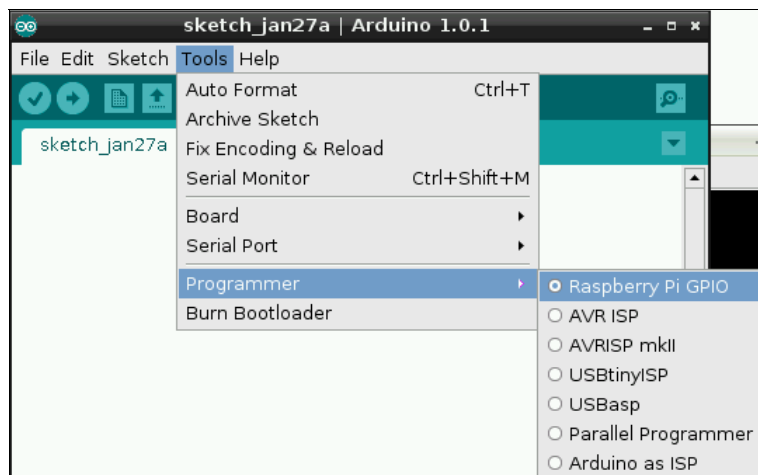 sketch_jan27a | Arduino 1.0.1
File Edit Sketch Tools Help
sketch_jan27a
Auto Format Ctrl+T
Archive Sketch
Fix Encoding & Reload
Serial Monitor Ctrl+Shift+M
Board
Serial Port
Programmer
Burn Bootloader
Raspberry Pi GPIO
AVR ISP
AVRISP mkII
USBtinyISP
USBasp
Parallel Programmer
Arduino as ISP